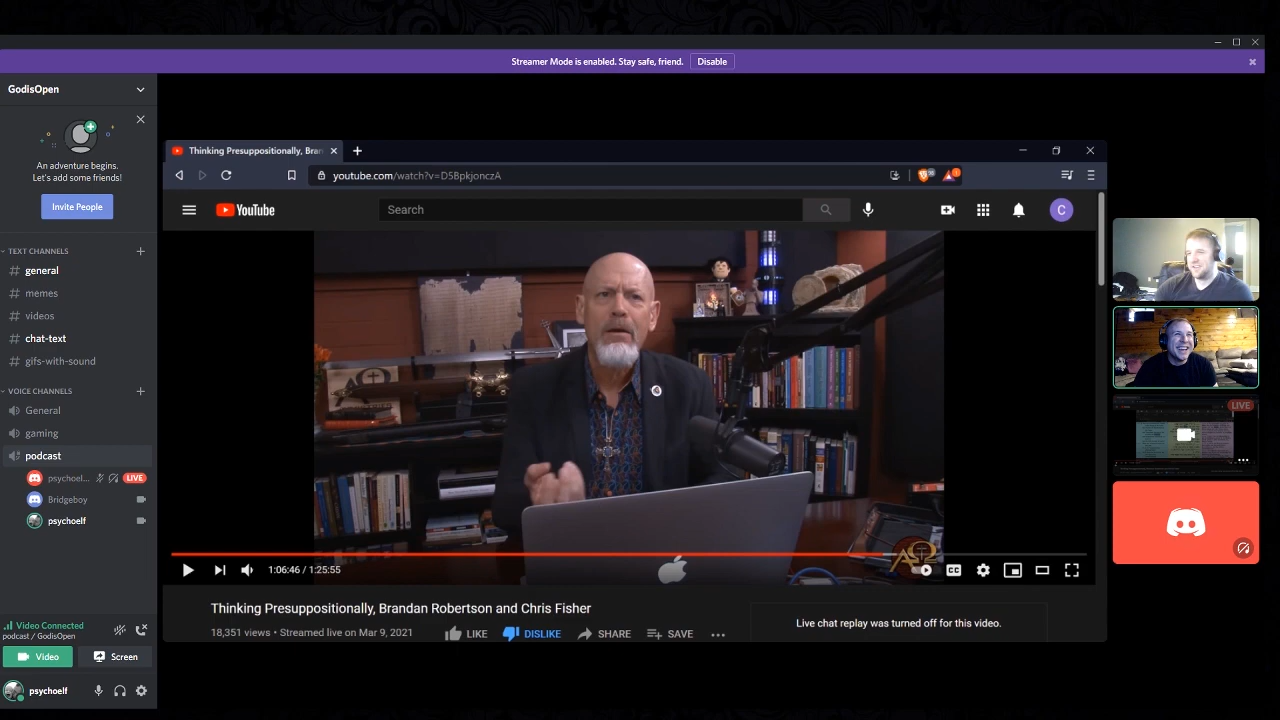 Streamer Mode is enabled. Stay safe, friend. Disable
GodisOpen
An adventure begins.
Let's add some friends!
Invite People
TEXT CHANNELS
# general
# memes
# videos
# chat-text
# gifs-with-sound
VOICE CHANNELS
General
gaming
podcast
psychoel... LIVE
Bridgeboy
psychoelf
Video Connected
podcast / GodisOpen
Video Screen
psychoelf
Thinking Presuppositionally, Bran
youtube.com/watch?v=D5BpkjonczA
YouTube
Search
C
1:06:46 / 1:25:55
CC
Thinking Presuppositionally, Brandan Robertson and Chris Fisher
18,351 views • Streamed live on Mar 9, 2021
LIKE DISLIKE SHARE SAVE
Live chat replay was turned off for this video.
LIVE